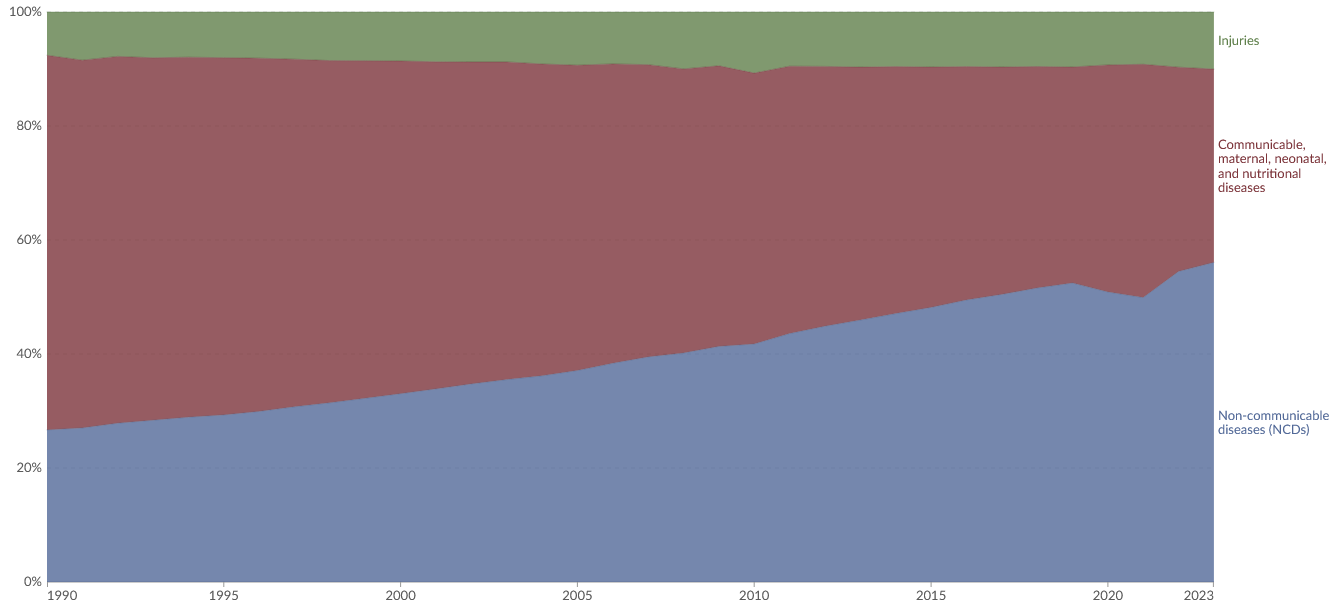 100%
80%
60%
40%
20%
0%
1990
1995
2000
2005
2010
2015
2020
2023
Injuries
Communicable,
maternal, neonatal,
and nutritional
diseases
Non-communicable
diseases (NCDs)